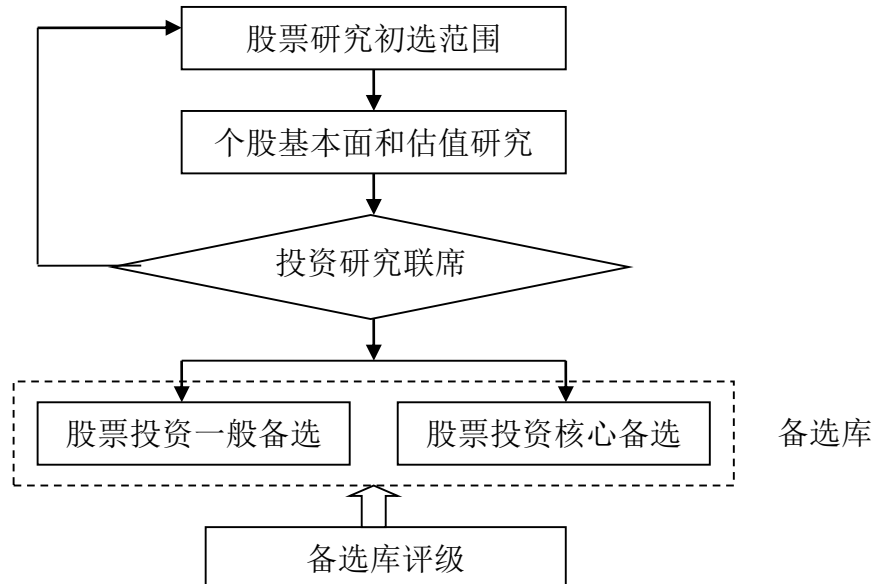 股票研究初选范围
个股基本面和估值研究
投资研究联席
股票投资一般备选
股票投资核心备选
备选库
备选库评级